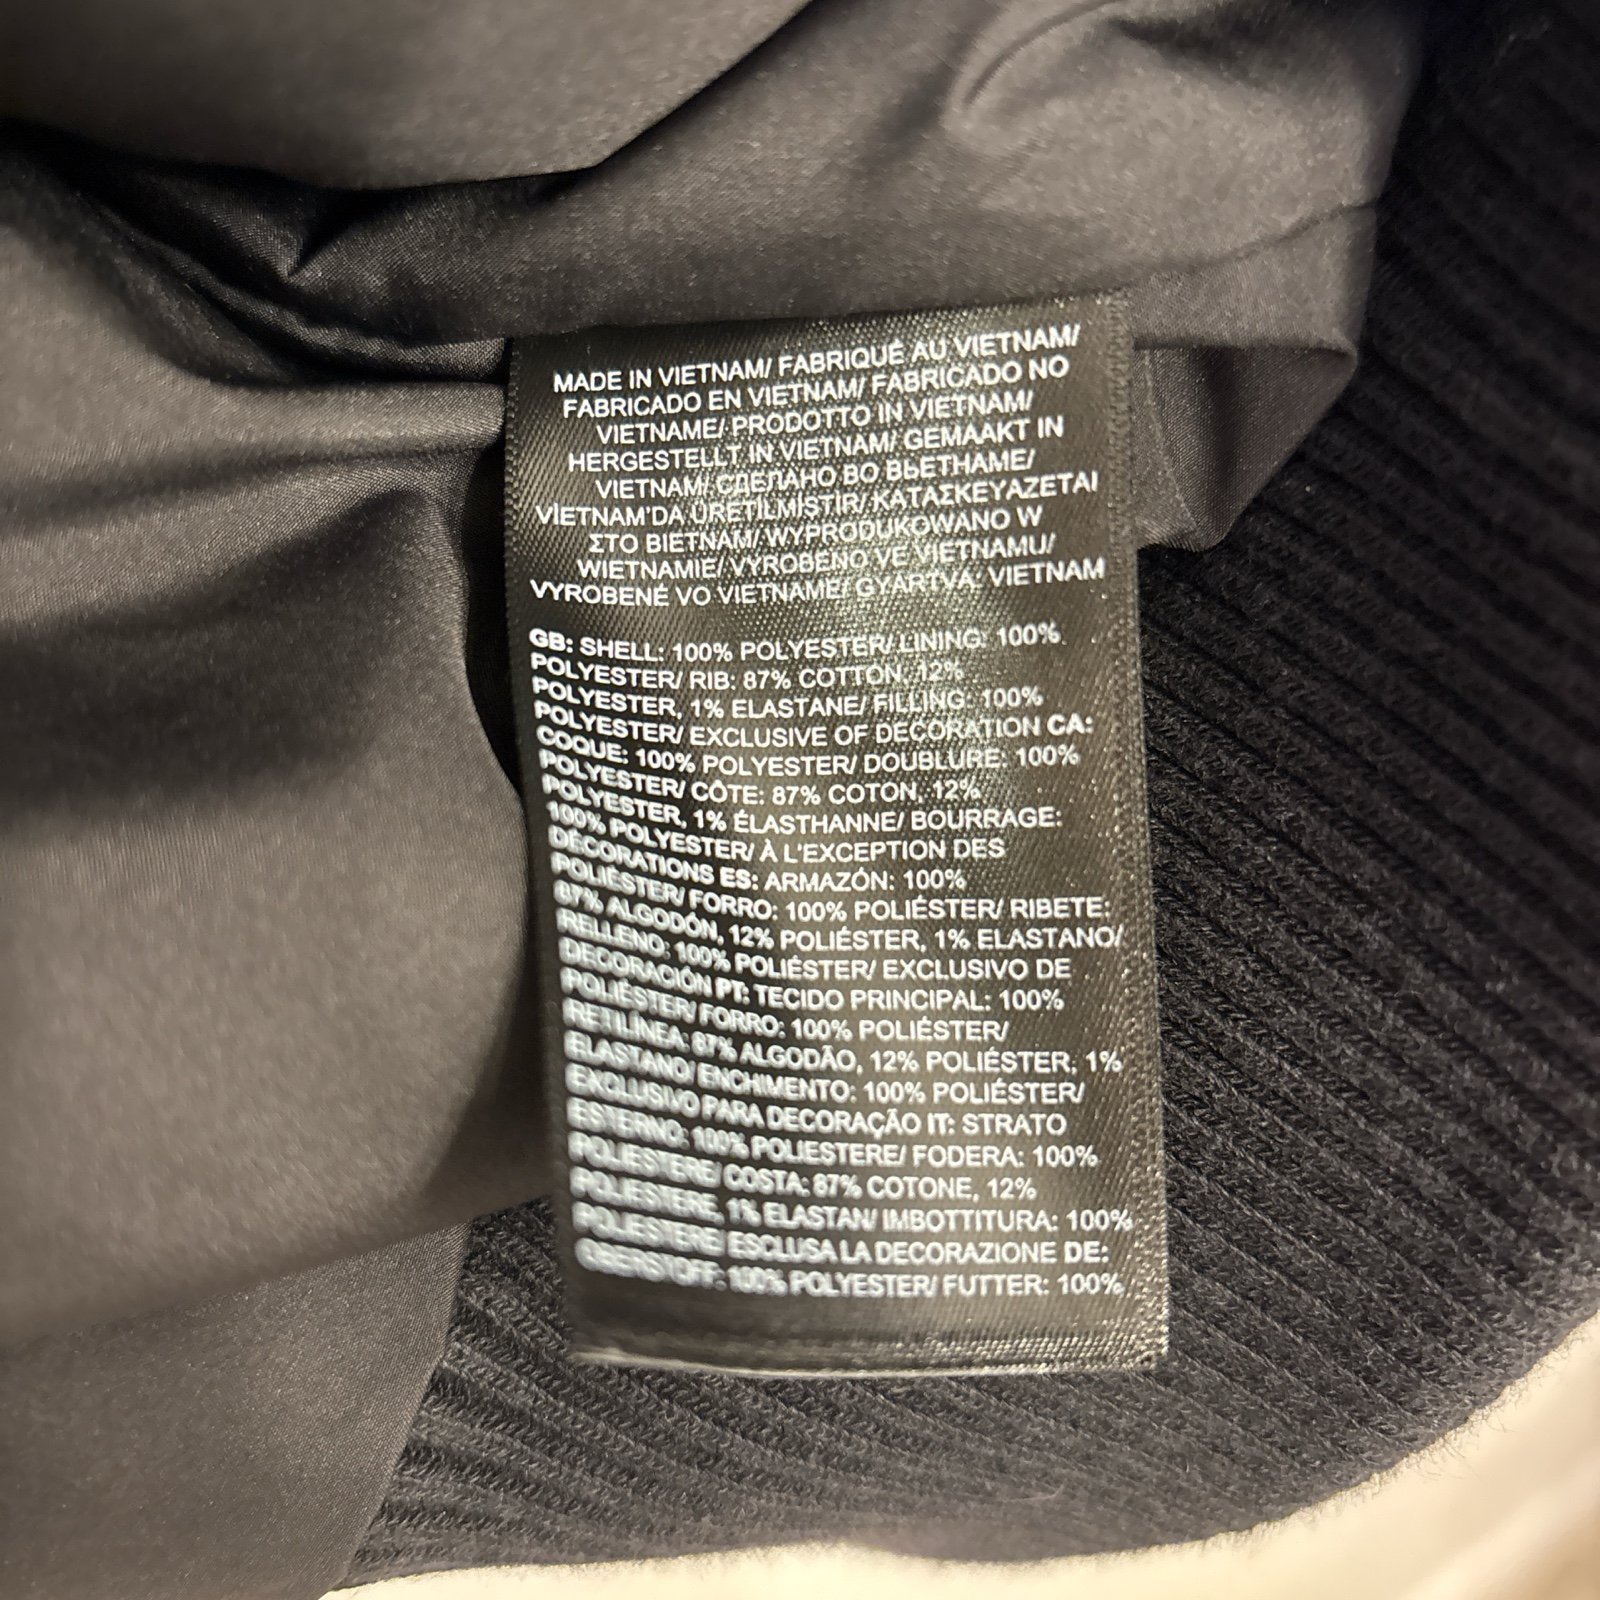 MADE IN VIETNAM/ FABRIQUÉ AU VIETNAM/
FABRICADO EN VIETNAM/ FABRICADO NO
VIETNAME/ PRODOTTO IN VIETNAM/
HERGESTELLT IN VIETNAM/ GEMAAKT IN
VIETNAM/ СДЕЛАНО ВО ВЬЕТНАМЕ/
VİETNAM'DA ÜRETİLMİŞTİR/ ΚΑΤΑΣΚΕΥΑΖΕΤΑΙ
ΣΤΟ ΒΙΕΤΝΑΜ/ WYPRODUKOWANO W
WIETNAMIE/ VYROBENO VE VIETNAMU/
VYROBENÉ VO VIETNAME/ GYÁRTVA: VIETNAM
GB: SHELL: 100% POLYESTER/ LINING: 100%
POLYESTER/ RIB: 87% COTTON, 12%
POLYESTER, 1% ELASTANE/ FILLING: 100%
POLYESTER/ EXCLUSIVE OF DECORATION CA:
COQUE: 100% POLYESTER/ DOUBLURE: 100%
POLYESTER/ CÔTE: 87% COTON, 12%
POLYESTER, 1% ÉLASTHANNE/ BOURRAGE:
100% POLYESTER/ À L'EXCEPTION DES
DÉCORATIONS ES: ARMAZÓN: 100%
POLIÉSTER/ FORRO: 100% POLIÉSTER/ RIBETE:
87% ALGODÓN, 12% POLIÉSTER, 1% ELASTANO/
RELLENO: 100% POLIÉSTER/ EXCLUSIVO DE
DECORACIÓN PT: TECIDO PRINCIPAL: 100%
POLIÉSTER/ FORRO: 100% POLIÉSTER/
RETILÍNEA: 87% ALGODÃO, 12% POLIÉSTER, 1%
ELASTANO/ ENCHIMENTO: 100% POLIÉSTER/
EXCLUSIVO PARA DECORAÇÃO IT: STRATO
ESTERNO: 100% POLIESTERE/ FODERA: 100%
POLIESTERE/ COSTA: 87% COTONE, 12%
POLIESTERE, 1% ELASTAN/ IMBOTTITURA: 100%
POLIESTERE/ ESCLUSA LA DECORAZIONE DE:
OBERSTOFF: 100% POLYESTER/ FUTTER: 100%